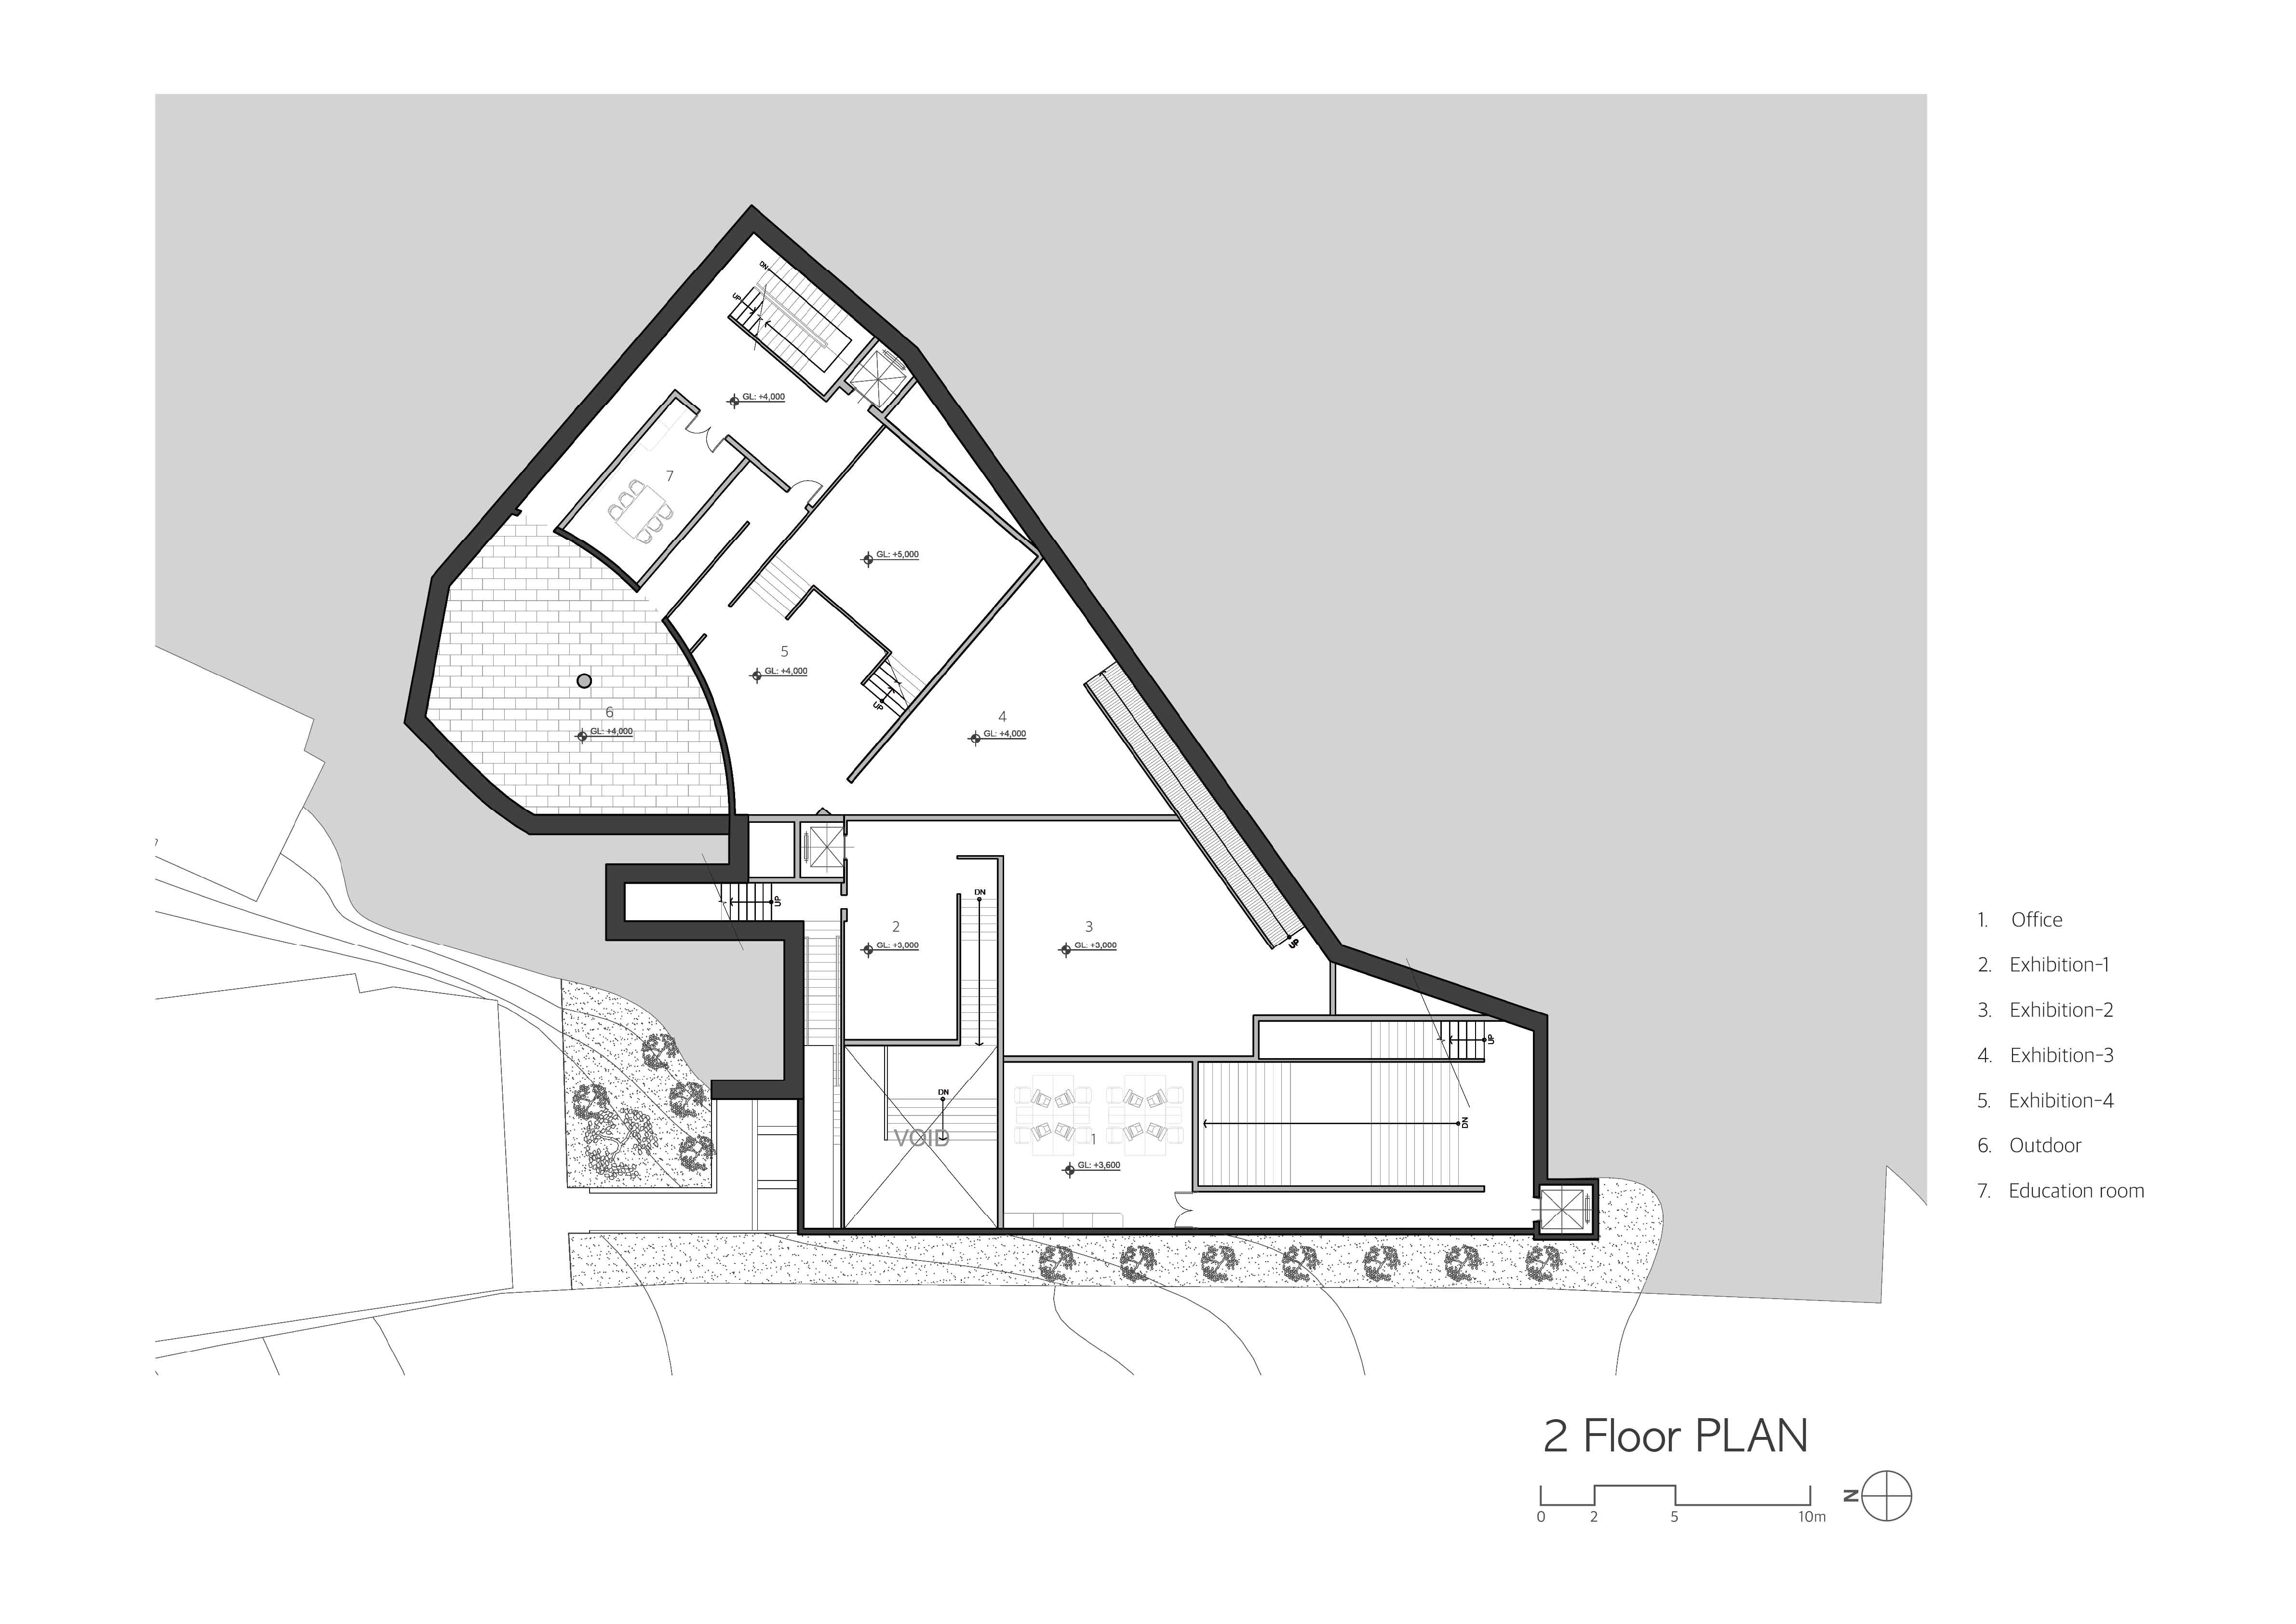 DN
UP
GL: +4,000
7
GL: +5,000
5
GL: +4,000
UP
6
GL: +4,000
4
GL: +4,000
7
UP
DN
2
GL: +3,000
3
GL: +3,000
UP
UP
DN
VOID
1
GL: +3,600
DN
1. Office
2. Exhibition-1
3. Exhibition-2
4. Exhibition-3
5. Exhibition-4
6. Outdoor
7. Education room
2 Floor PLAN
0 2 5 10m
N